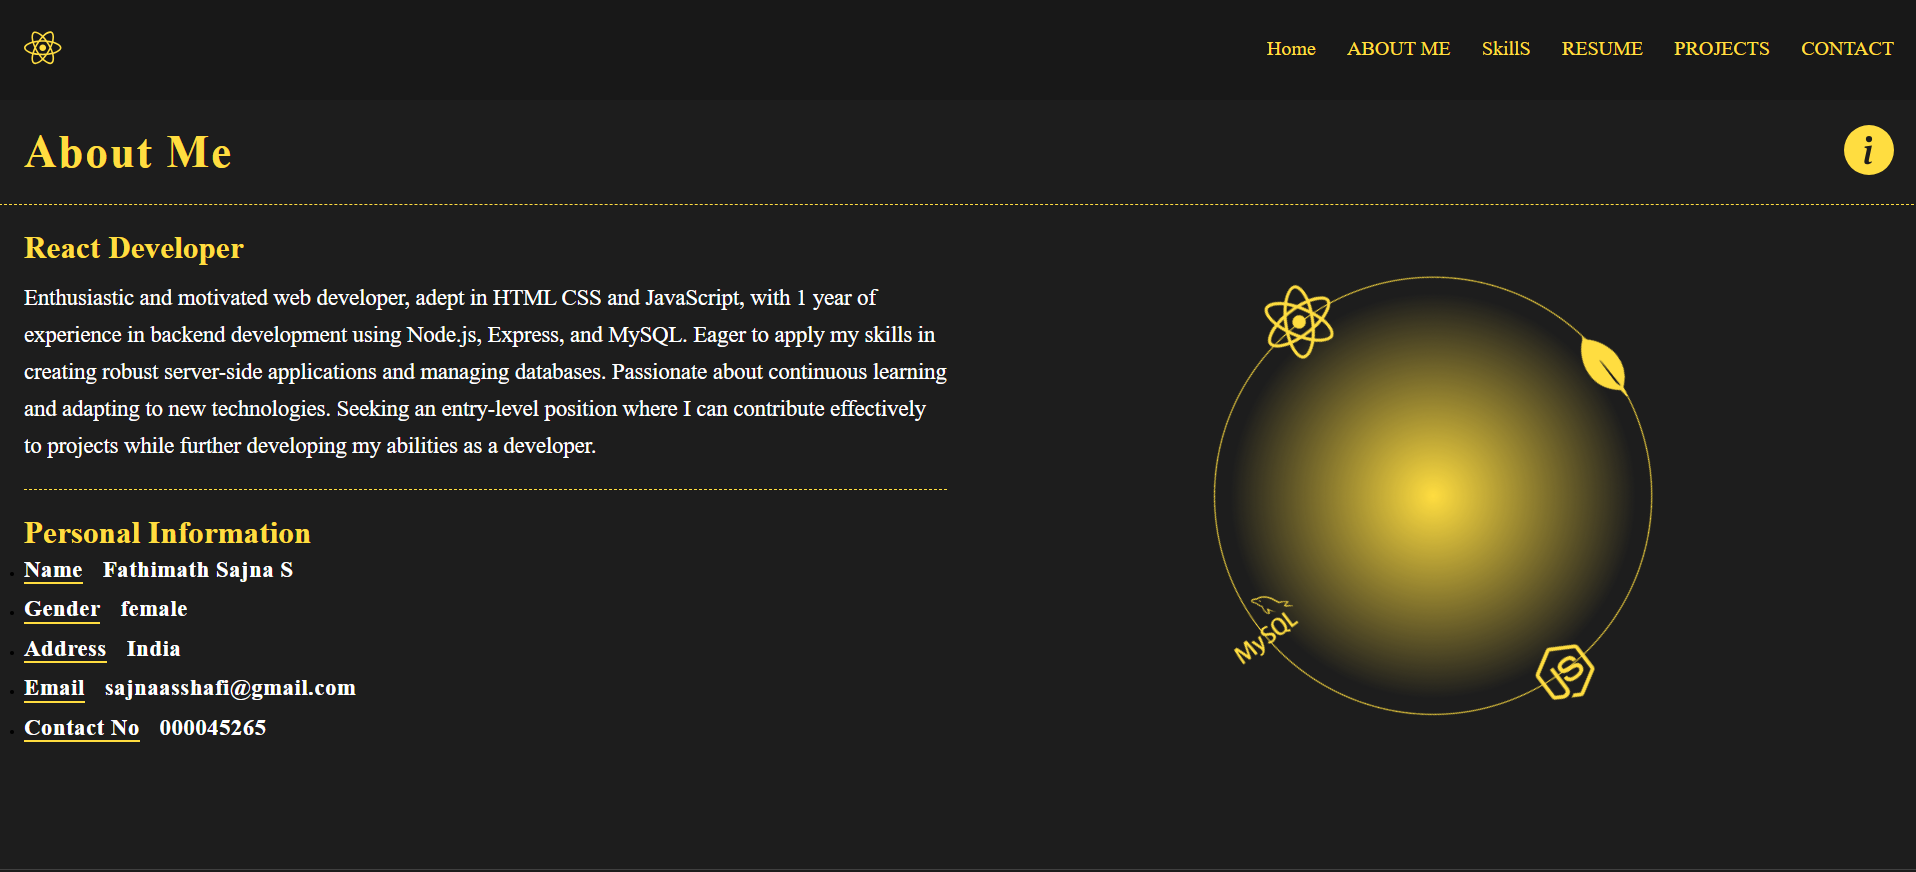 Home ABOUT ME SkillS RESUME PROJECTS CONTACT
About Me
i
React Developer
Enthusiastic and motivated web developer, adept in HTML CSS and JavaScript, with 1 year of
experience in backend development using Node.js, Express, and MySQL. Eager to apply my skills in
creating robust server-side applications and managing databases. Passionate about continuous learning
and adapting to new technologies. Seeking an entry-level position where I can contribute effectively
to projects while further developing my abilities as a developer.
Personal Information
Name Fathimath Sajna S
Gender female
Address India
Email sajnaasshafi@gmail.com
Contact No 000045265
MySQL
JS